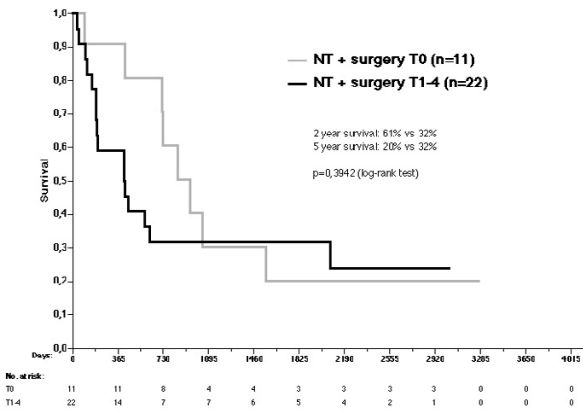 1,0
NT + surgery T0 (n=11)
0,9
NT + surgery T1-4 (n=22)
0,8
0,7
2 year survival: 61% vs 32%
5 year survival: 20% vs 32%
0,6
p=0,3942 (log-rank test)
Survival
0,5
0,4
0,3
0,2
0,1
0,0
Days: 0 365 730 1095 1460 1825 2190 2555 2920 3285 3650 4015
No. at risk:
T0 11 11 8 4 4 3 3 3 3 0 0 0
T1-4 22 14 7 7 6 5 4 2 1 0 0 0